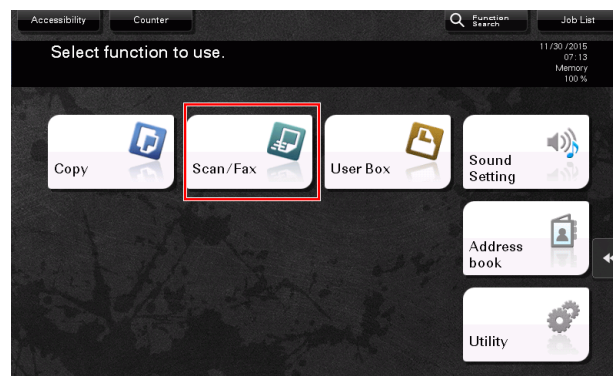 Accessibility
Counter
Function
Search
Job List
Select function to use.
11/30 /2015
07:13
Memory
100 %
Copy
Scan/Fax
User Box
Sound
Setting
Address
book
Utility